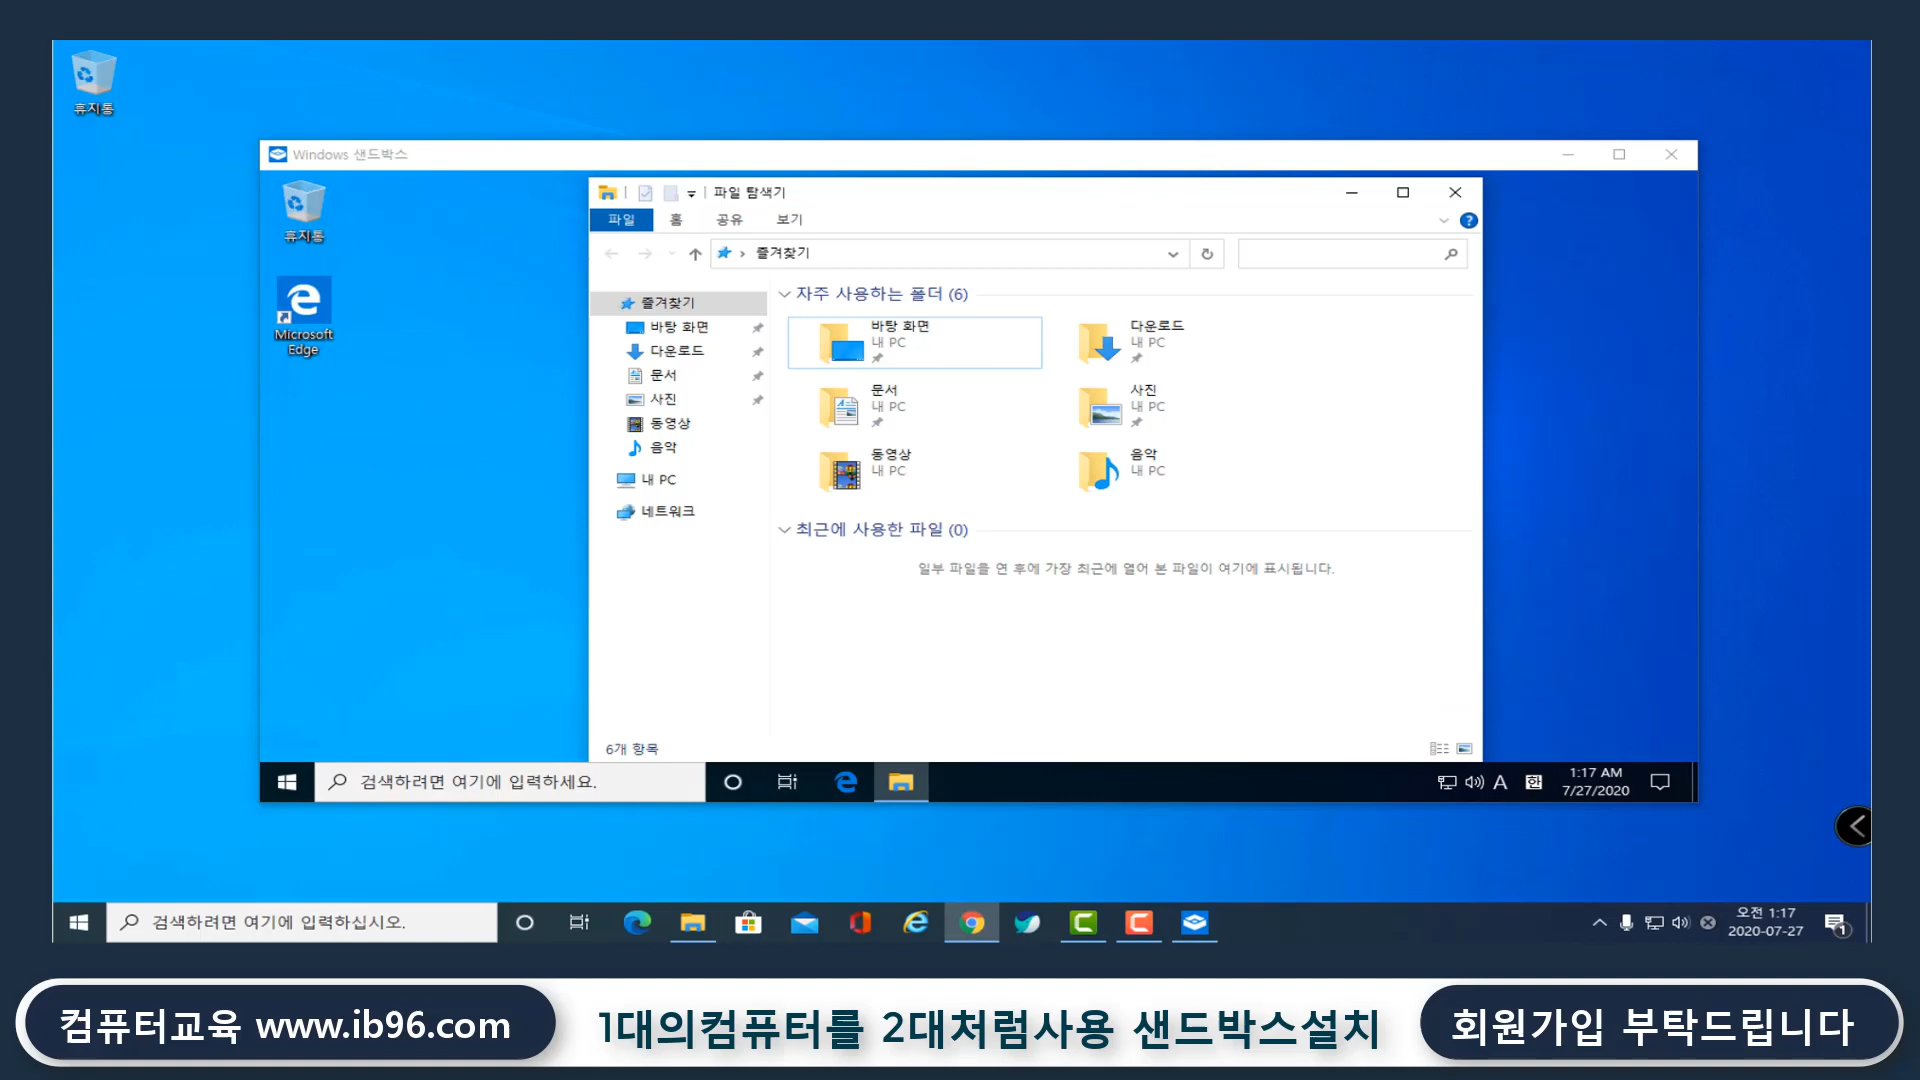 휴지통
Windows 샌드박스
휴지통
Microsoft
Edge
파일 탐색기
파일 홈 공유 보기
즐겨찾기
즐겨찾기
바탕 화면
다운로드
문서
사진
동영상
음악
내 PC
네트워크
자주 사용하는 폴더 (6)
바탕 화면
내 PC
다운로드
내 PC
문서
내 PC
사진
내 PC
동영상
내 PC
음악
내 PC
최근에 사용한 파일 (0)
일부 파일을 연 후에 가장 최근에 열어 본 파일이 여기에 표시됩니다.
6개 항목
검색하려면 여기에 입력하세요.
A 한
1:17 AM
7/27/2020
검색하려면 여기에 입력하십시오.
오전 1:17
2020-07-27
1
컴퓨터교육 www.ib96.com
1대의컴퓨터를 2대처럼사용 샌드박스설치
회원가입 부탁드립니다